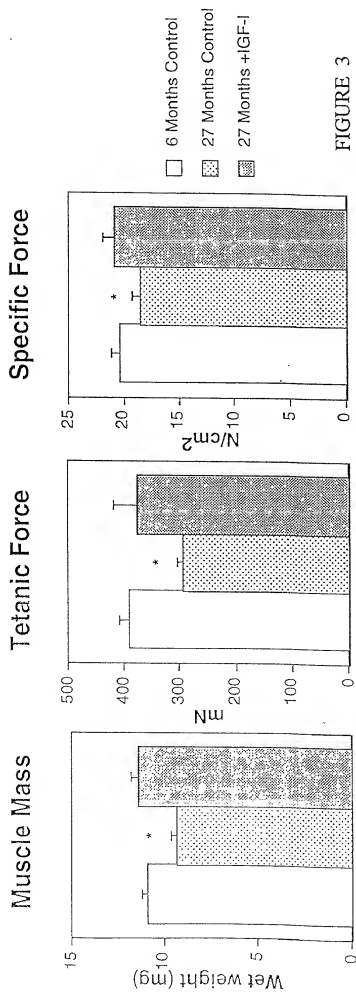 Muscle Mass
Wet weight (mg)
15
10
5
0
*
Tetanic Force
mN
500
400
300
200
100
0
*
Specific Force
N/cm2
25
20
15
10
5
0
*
6 Months Control
27 Months Control
27 Months +IGF-I
FIGURE 3